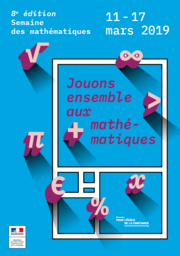 8e édition
Semaine
des mathématiques
11-17
mars 2019
√
∞
Jouons
ensemble
aux
mathé-
matiques
>
π
+
€
%
x